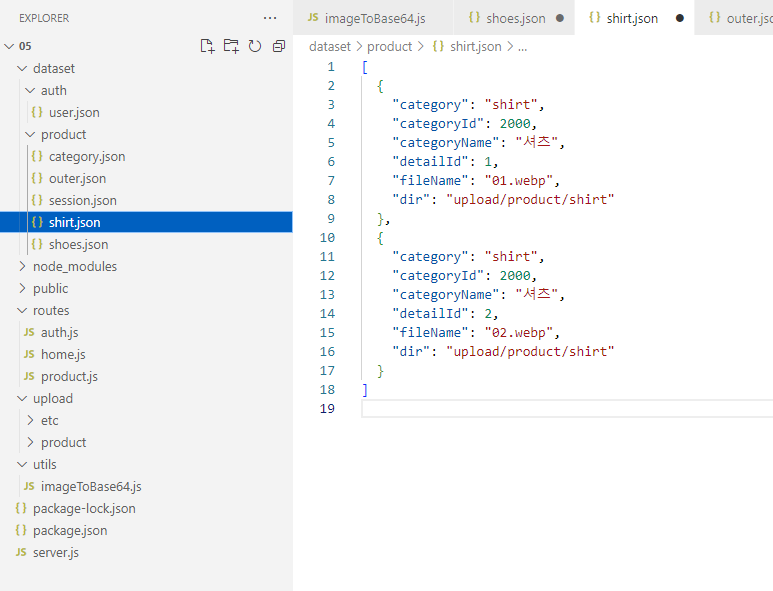 EXPLORER
05
dataset
auth
user.json
product
category.json
outer.json
session.json
shirt.json
shoes.json
node_modules
public
routes
JS auth.js
JS home.js
JS product.js
upload
etc
product
utils
JS imageToBase64.js
package-lock.json
package.json
JS server.js
JS imageToBase64.js {} shoes.json {} shirt.json {} outer.jsc
dataset > product > {} shirt.json > ...
1 [
2 {
3 "category": "shirt",
4 "categoryId": 2000,
5 "categoryName": "셔츠",
6 "detailId": 1,
7 "fileName": "01.webp",
8 "dir": "upload/product/shirt"
9 },
10 {
11 "category": "shirt",
12 "categoryId": 2000,
13 "categoryName": "셔츠",
14 "detailId": 2,
15 "fileName": "02.webp",
16 "dir": "upload/product/shirt"
17 }
18 ]
19